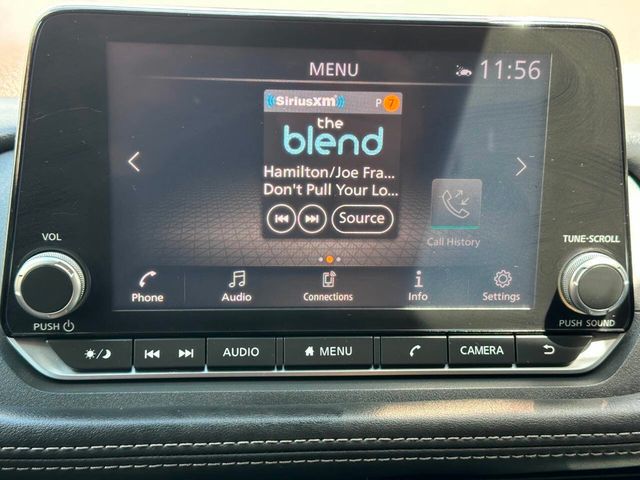 MENU
11:56
SiriusXM P 7
the
blend
Hamilton/Joe Fra...
Don't Pull Your Lo...
Source
Call History
VOL
TUNE•SCROLL
Phone
Audio
Connections
Info
Settings
PUSH
PUSH SOUND
AUDIO
MENU
CAMERA